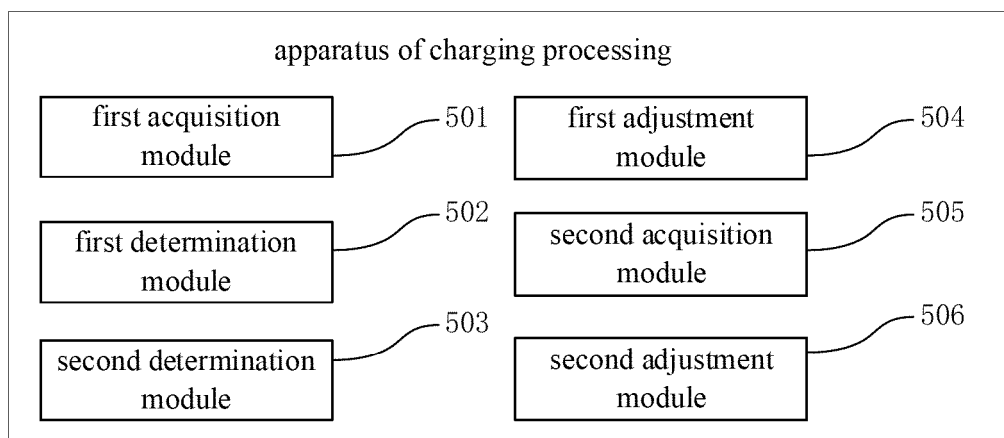 apparatus of charging processing
first acquisition
module
501
first determination
module
502
second determination
module
503
first adjustment
module
504
second acquisition
module
505
second adjustment
module
506